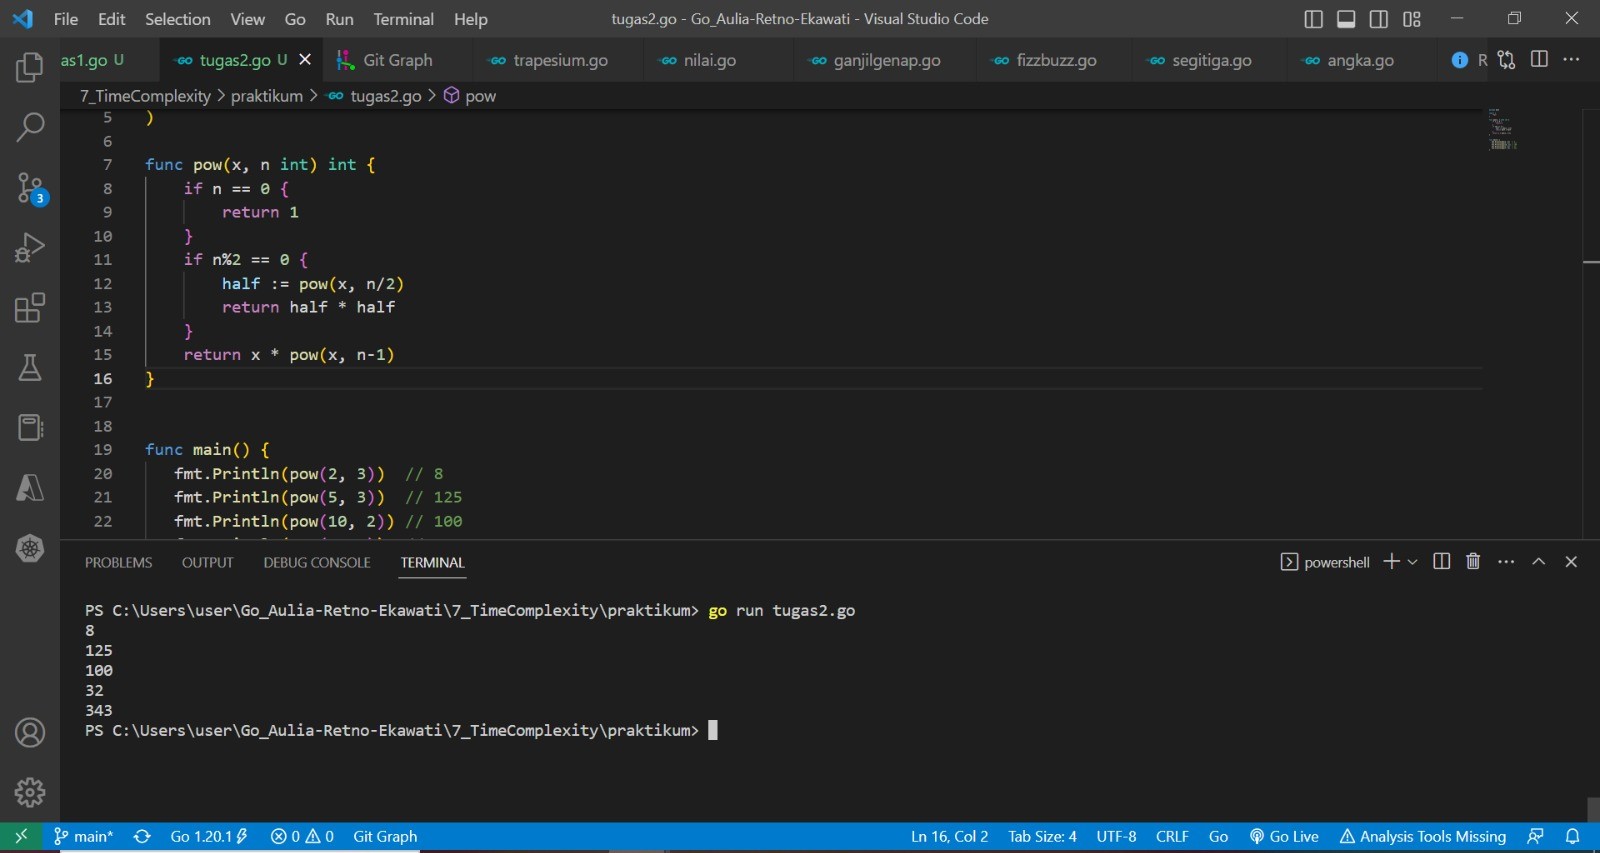 File Edit Selection View Go Run Terminal Help tugas2.go - Go_Aulia-Retno-Ekawati - Visual Studio Code
as1.go U tugas2.go U Git Graph trapesium.go nilai.go ganjilgenap.go fizzbuzz.go segitiga.go angka.go R
7_TimeComplexity > praktikum > tugas2.go > pow
5 )
6
7 func pow(x, n int) int {
8 if n == 0 {
9 return 1
10 }
11 if n%2 == 0 {
12 half := pow(x, n/2)
13 return half * half
14 }
15 return x * pow(x, n-1)
16 }
17
18
19 func main() {
20 fmt.Println(pow(2, 3)) // 8
21 fmt.Println(pow(5, 3)) // 125
22 fmt.Println(pow(10, 2)) // 100
3
PROBLEMS OUTPUT DEBUG CONSOLE TERMINAL powershell
PS C:\Users\user\Go_Aulia-Retno-Ekawati\7_TimeComplexity\praktikum> go run tugas2.go
8
125
100
32
343
PS C:\Users\user\Go_Aulia-Retno-Ekawati\7_TimeComplexity\praktikum>
main* Go 1.20.1 0 0 Git Graph Ln 16, Col 2 Tab Size: 4 UTF-8 CRLF Go Go Live Analysis Tools Missing